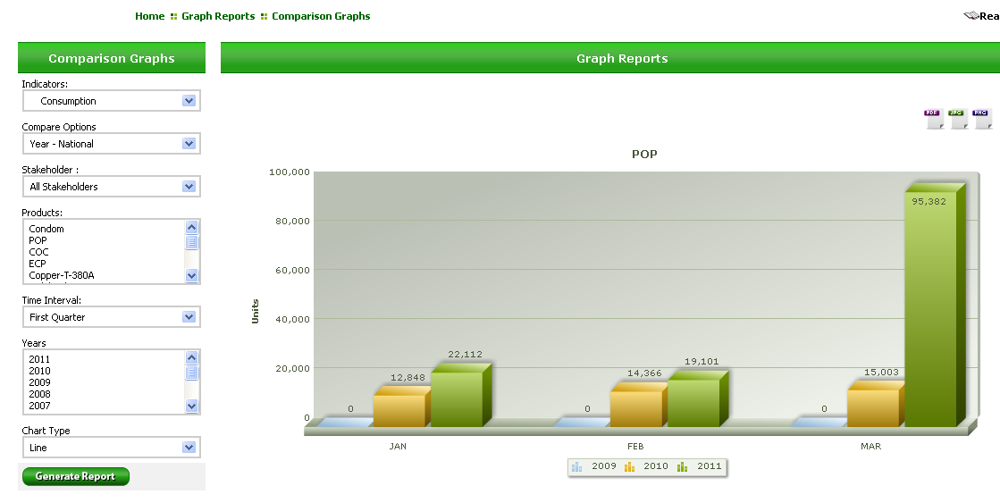 Home Graph Reports Comparison Graphs
Rea
Comparison Graphs
Graph Reports
Indicators:
Consumption
Compare Options
Year - National
Stakeholder :
All Stakeholders
Products:
Condom
POP
COC
ECP
Copper-T-380A
Time Interval:
First Quarter
Years
2011
2010
2009
2008
2007
Chart Type
Line
Generate Report
PDF JPG PNG
POP
Units
100,000
80,000
60,000
40,000
20,000
0
0 12,848 22,112
0 14,366 19,101
0 15,003 95,382
JAN FEB MAR
2009 2010 2011